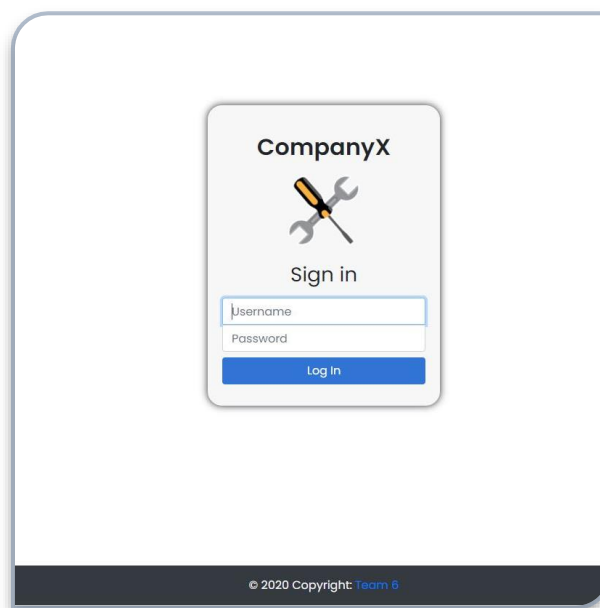 CompanyX
Sign in
Username
Password
Log In
© 2020 Copyright: Team 6